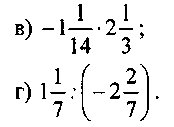 в) −1 1/14 · 2 1/3;
г) 1 1/7 : (−2 2/7).